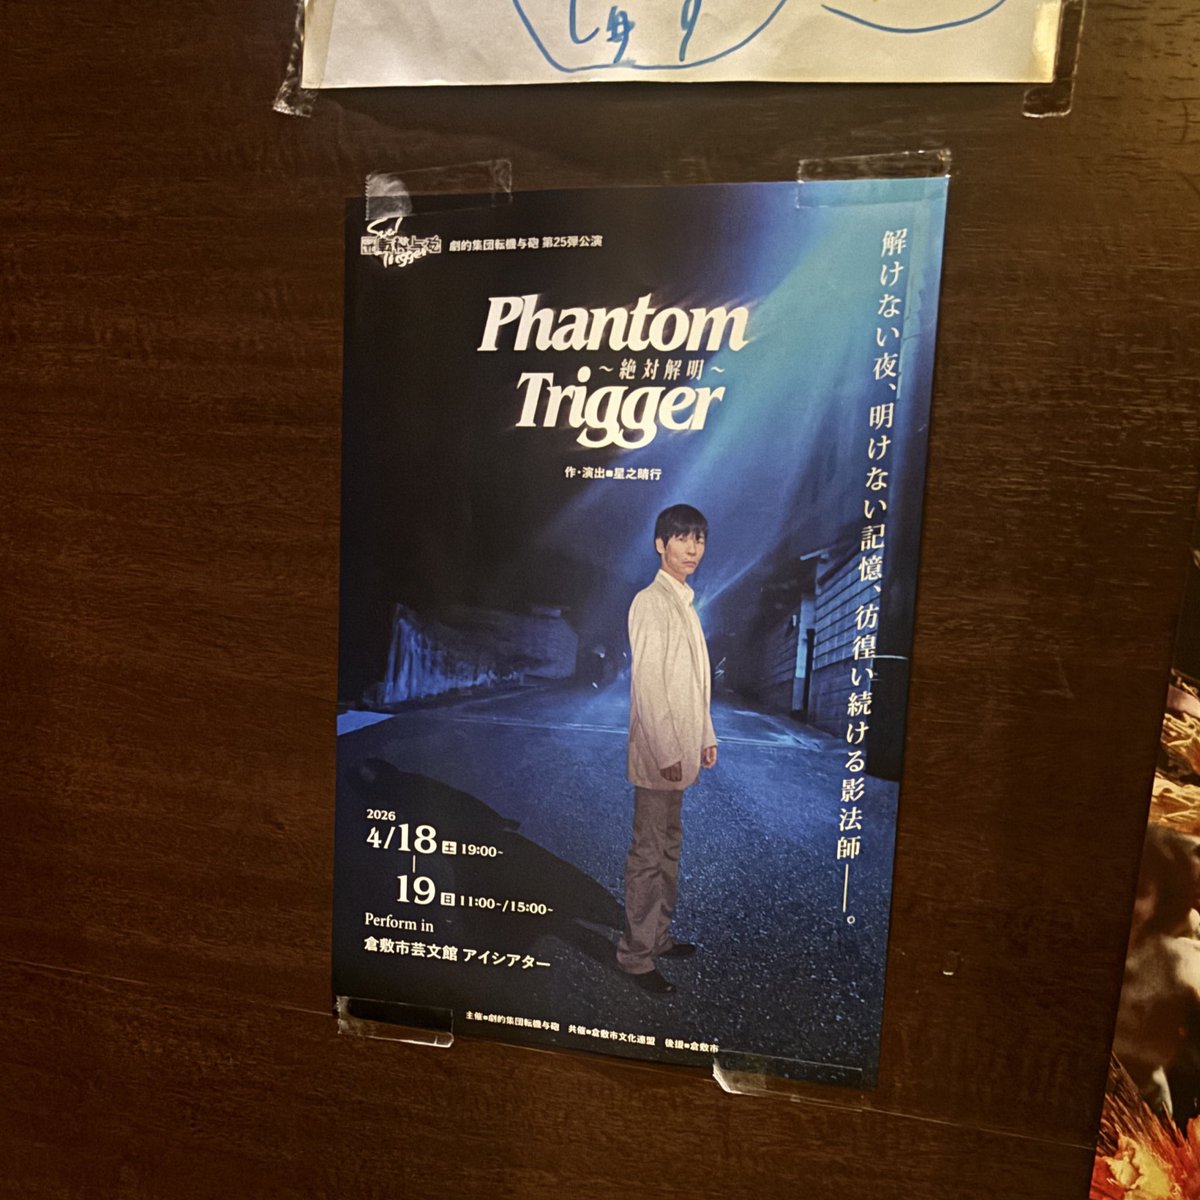 劇的集団転機与砲 第25弾公演
Phantom
～絶対解明～
Trigger
作・演出■星之晴行
解けない夜、明けない記憶、彷徨い続ける影法師――。
2026
4/18 土 19:00~
19 日 11:00~/15:00~
Perform in
倉敷市芸文館 アイシアター
主催■劇的集団転機与砲 共催■倉敷市文化連盟 後援■倉敷市